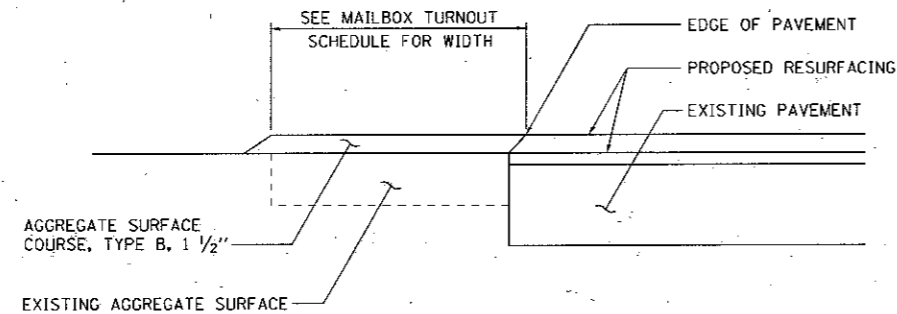 SEE MAILBOX TURNOUT
SCHEDULE FOR WIDTH
EDGE OF PAVEMENT
PROPOSED RESURFACING
EXISTING PAVEMENT
AGGREGATE SURFACE
COURSE, TYPE B, 1 1/2"
EXISTING AGGREGATE SURFACE